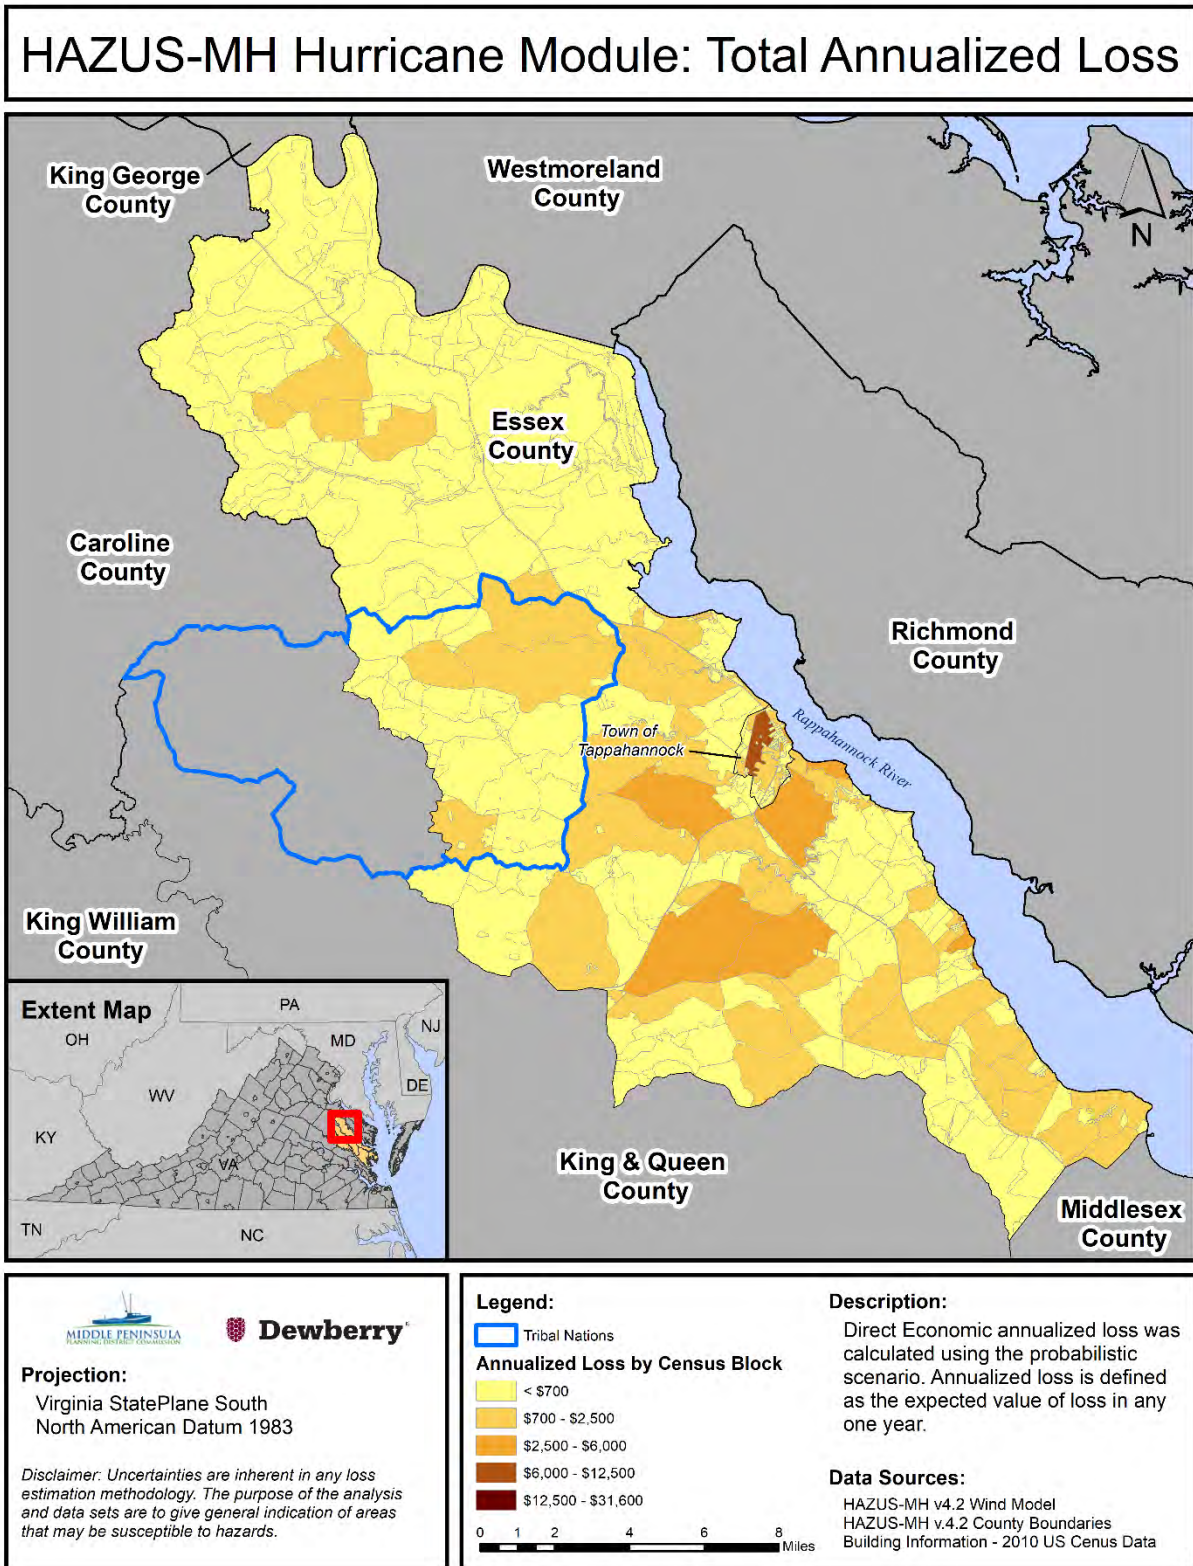 HAZUS-MH Hurricane Module: Total Annualized Loss
King George
County
Westmoreland
County
N
Essex
County
Caroline
County
Richmond
County
Town of
Tappahannock
Rappahannock River
King William
County
King & Queen
County
Middlesex
County
Extent Map
PA
OH
NJ
MD
DE
WV
KY
VA
TN
NC
MIDDLE PENINSULA
PLANNING DISTRICT COMMISSION
Dewberry
Projection:
Virginia StatePlane South
North American Datum 1983
Disclaimer: Uncertainties are inherent in any loss
estimation methodology. The purpose of the analysis
and data sets are to give general indication of areas
that may be susceptible to hazards.
Legend:
Tribal Nations
Annualized Loss by Census Block
< $700
$700 - $2,500
$2,500 - $6,000
$6,000 - $12,500
$12,500 - $31,600
0 1 2 4 6 8
Miles
Description:
Direct Economic annualized loss was
calculated using the probabilistic
scenario. Annualized loss is defined
as the expected value of loss in any
one year.
Data Sources:
HAZUS-MH v4.2 Wind Model
HAZUS-MH v.4.2 County Boundaries
Building Information - 2010 US Cenus Data